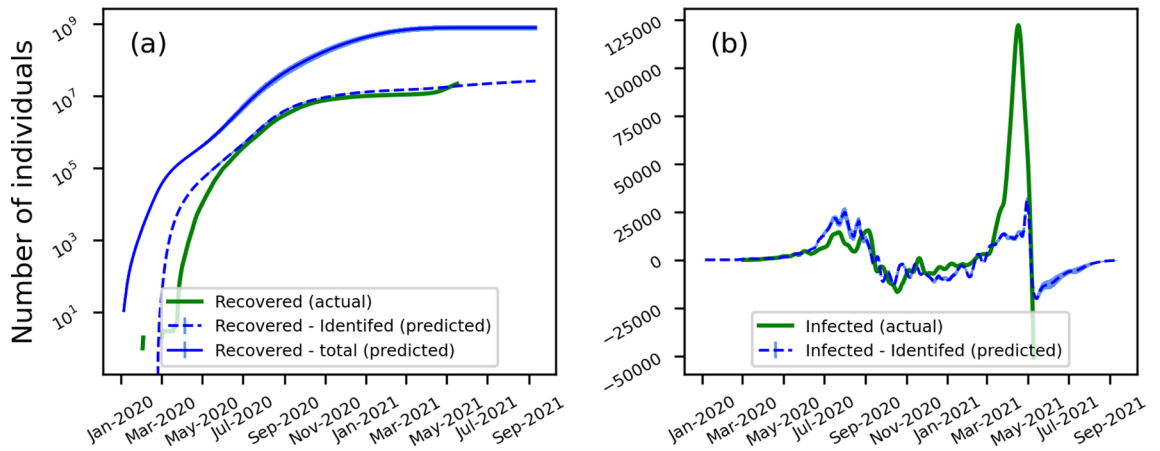 Number of individuals
(a)
10^9
10^7
10^5
10^3
10^1
Recovered (actual)
Recovered - Identifed (predicted)
Recovered - total (predicted)
Jan-2020
Mar-2020
May-2020
Jul-2020
Sep-2020
Nov-2020
Jan-2021
Mar-2021
May-2021
Jul-2021
Sep-2021
(b)
125000
100000
75000
50000
25000
0
−25000
−50000
Infected (actual)
Infected - Identifed (predicted)
Jan-2020
Mar-2020
May-2020
Jul-2020
Sep-2020
Nov-2020
Jan-2021
Mar-2021
May-2021
Jul-2021
Sep-2021